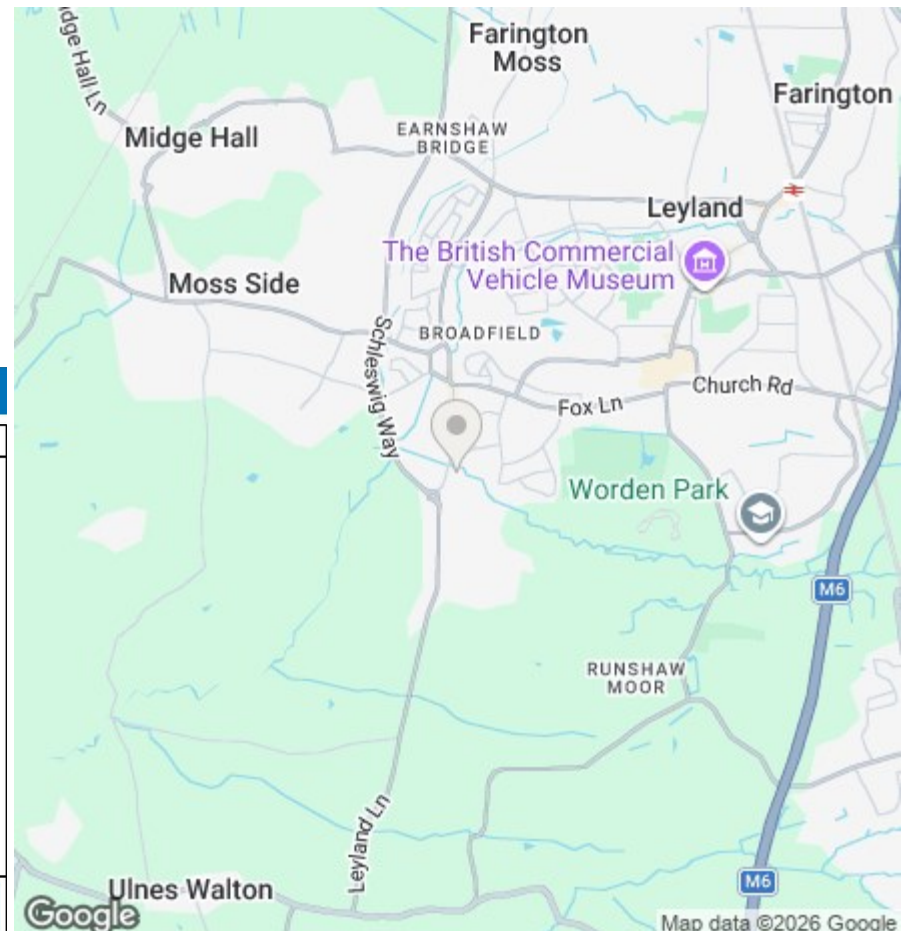 Farington
Moss
Farington
idge Hall Ln
Midge Hall
EARNSHAW
BRIDGE
Leyland
The British Commercial
Vehicle Museum
Moss Side
BROADFIELD
Schleswig Way
Church Rd
Fox Ln
Worden Park
M6
RUNSHAW
MOOR
Leyland Ln
M6
Ulnes Walton
Google
Map data ©2026 Google